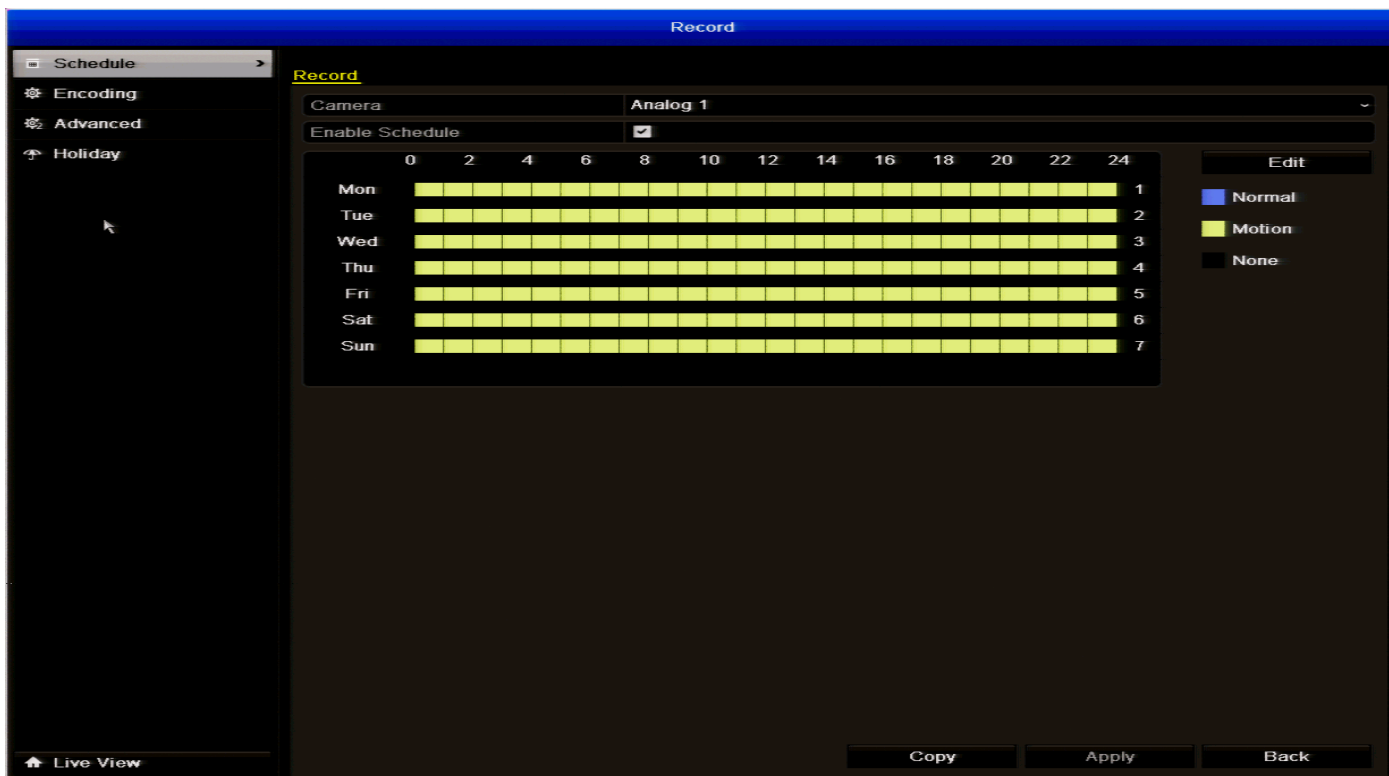 Record
Schedule
Encoding
Advanced
Holiday
Record
Camera Analog 1
Enable Schedule
0 2 4 6 8 10 12 14 16 18 20 22 24
Edit
Mon 1
Tue 2
Wed 3
Thu 4
Fri 5
Sat 6
Sun 7
Normal
Motion
None
Live View
Copy Apply Back